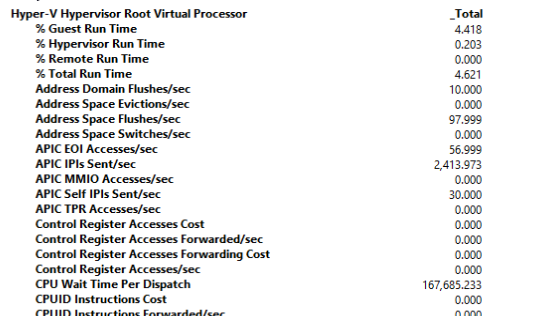 Hyper-V Hypervisor Root Virtual Processor _Total
% Guest Run Time 4.418
% Hypervisor Run Time 0.203
% Remote Run Time 0.000
% Total Run Time 4.621
Address Domain Flushes/sec 10.000
Address Space Evictions/sec 0.000
Address Space Flushes/sec 97.999
Address Space Switches/sec 0.000
APIC EOI Accesses/sec 56.999
APIC IPIs Sent/sec 2,413.973
APIC MMIO Accesses/sec 0.000
APIC Self IPIs Sent/sec 30.000
APIC TPR Accesses/sec 0.000
Control Register Accesses Cost 0.000
Control Register Accesses Forwarded/sec 0.000
Control Register Accesses Forwarding Cost 0.000
Control Register Accesses/sec 0.000
CPU Wait Time Per Dispatch 167,685.233
CPUID Instructions Cost 0.000
CPUID Instructions Forwarded/sec 0.000